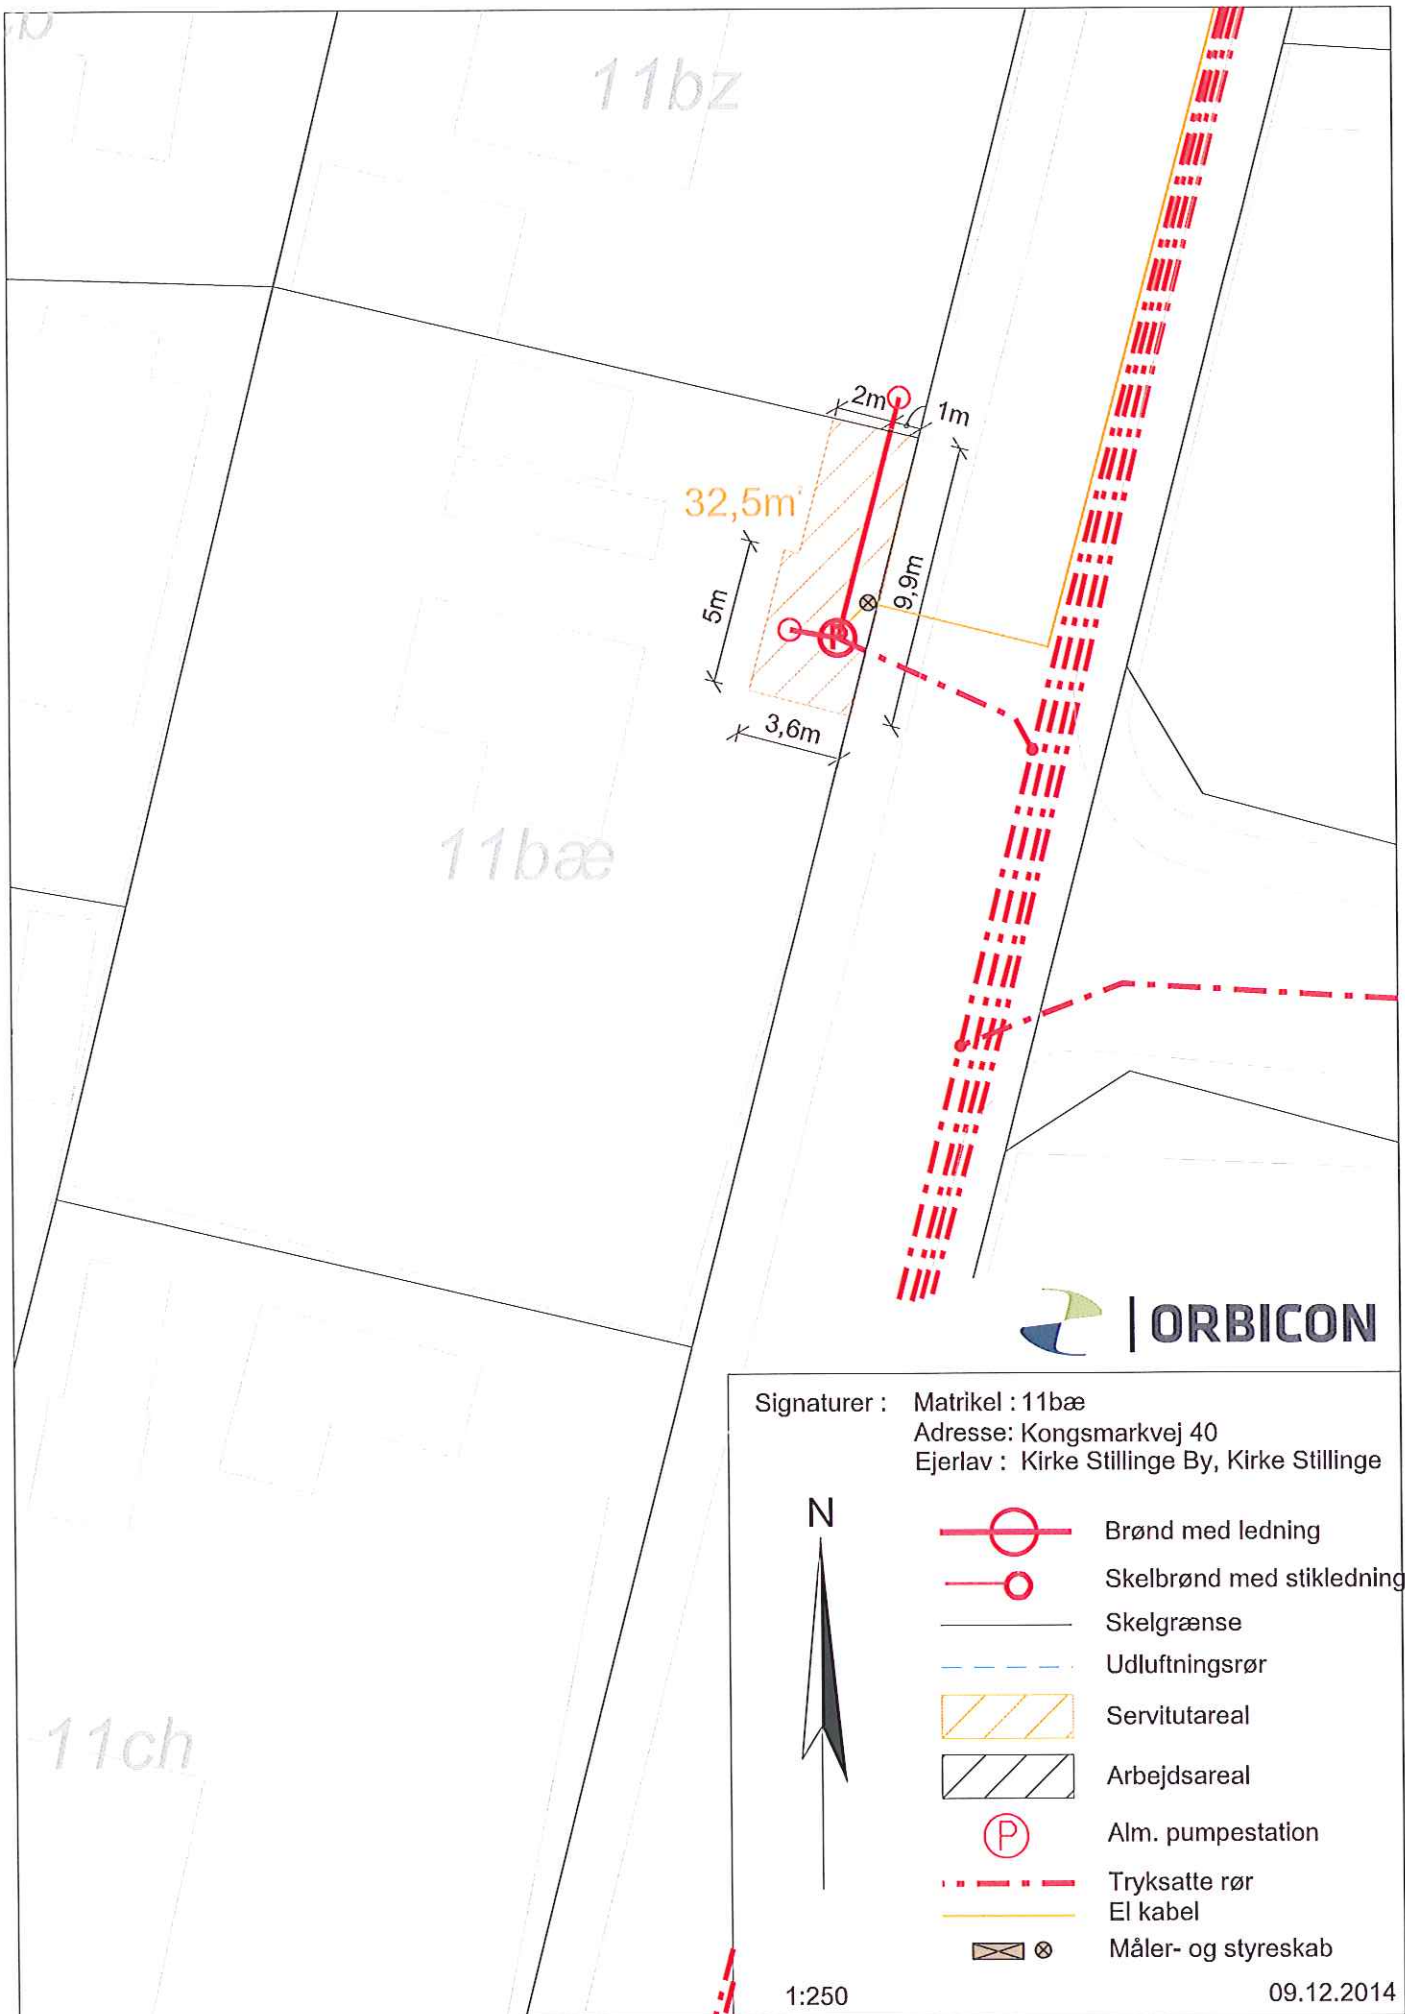 11bz
2m
1m
32,5m
5m
9,9m
P
3,6m
11bæ
ORBICON
Signaturer : Matrikel : 11bæ
Adresse: Kongsmarkvej 40
Ejerlav : Kirke Stillinge By, Kirke Stillinge
N
Brønd med ledning
Skelbrønd med stikledning
Skelgrænse
Udluftningsrør
Servitutareal
Arbejdsareal
P Alm. pumpestation
Tryksatte rør
El kabel
Måler- og styreskab
11ch
1:250 09.12.2014